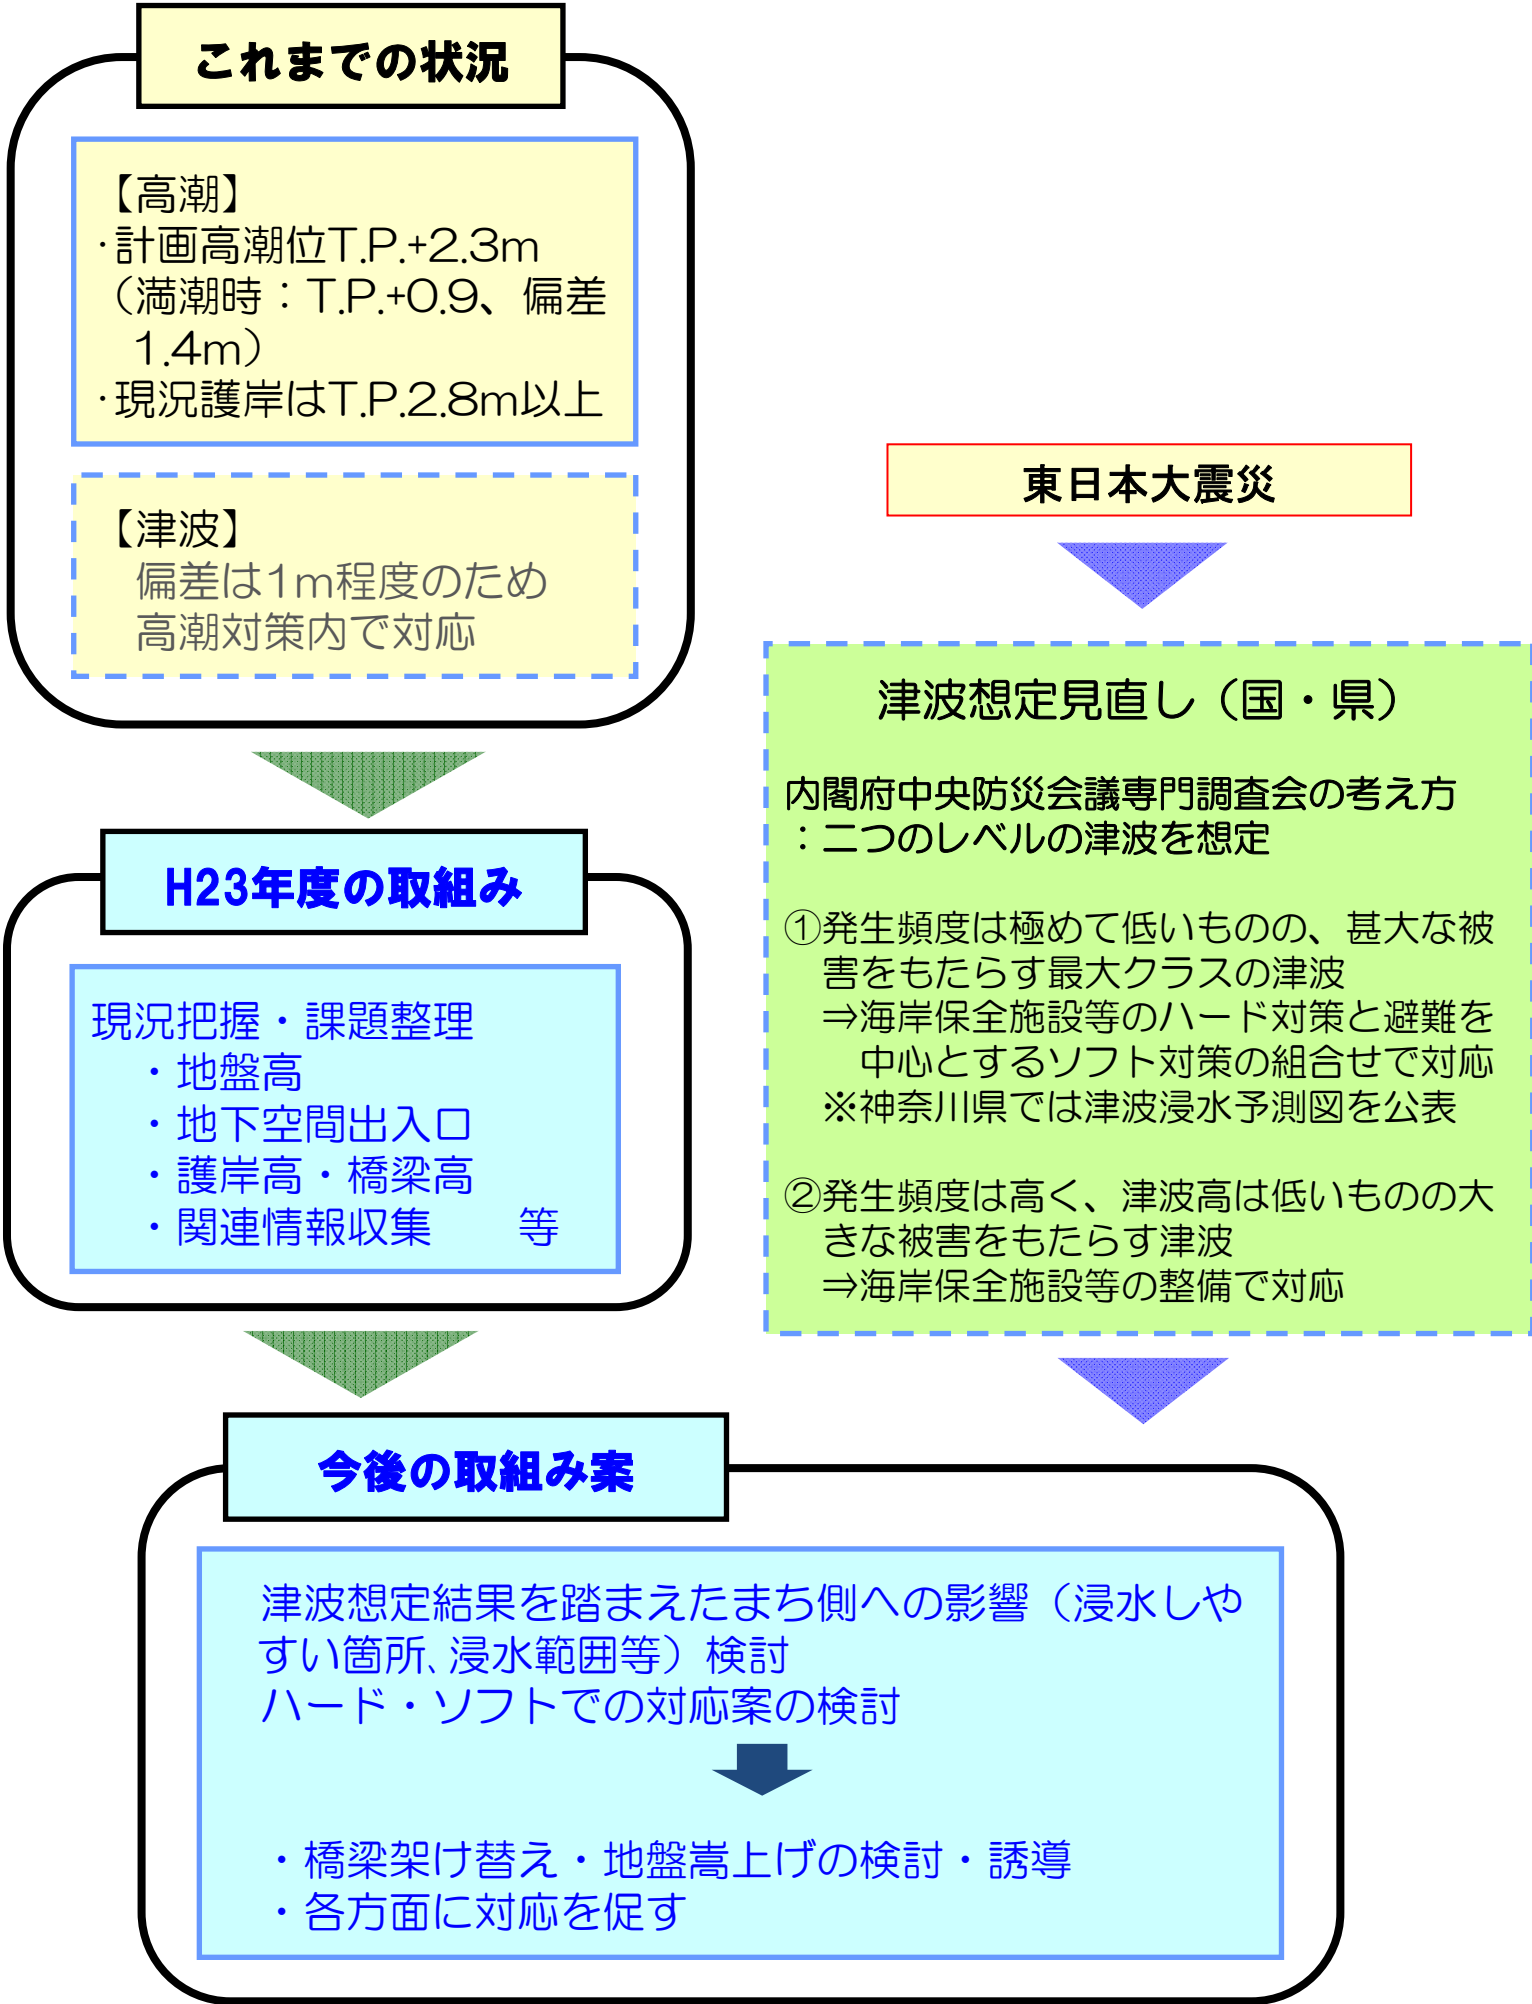 これまでの状況
【高潮】
・計画高潮位T.P.+2.3m
（満潮時：T.P.+0.9、偏差
1.4m）
・現況護岸はT.P.2.8m以上
【津波】
偏差は1m程度のため
高潮対策内で対応
H23年度の取組み
現況把握・課題整理
・地盤高
・地下空間出入口
・護岸高・橋梁高
・関連情報収集　　等
東日本大震災
津波想定見直し（国・県）
内閣府中央防災会議専門調査会の考え方
：二つのレベルの津波を想定
①発生頻度は極めて低いものの、甚大な被
害をもたらす最大クラスの津波
⇒海岸保全施設等のハード対策と避難を
中心とするソフト対策の組合せで対応
※神奈川県では津波浸水予測図を公表
②発生頻度は高く、津波高は低いものの大
きな被害をもたらす津波
⇒海岸保全施設等の整備で対応
今後の取組み案
津波想定結果を踏まえたまち側への影響（浸水しや
すい箇所、浸水範囲等）検討
ハード・ソフトでの対応案の検討
・橋梁架け替え・地盤嵩上げの検討・誘導
・各方面に対応を促す